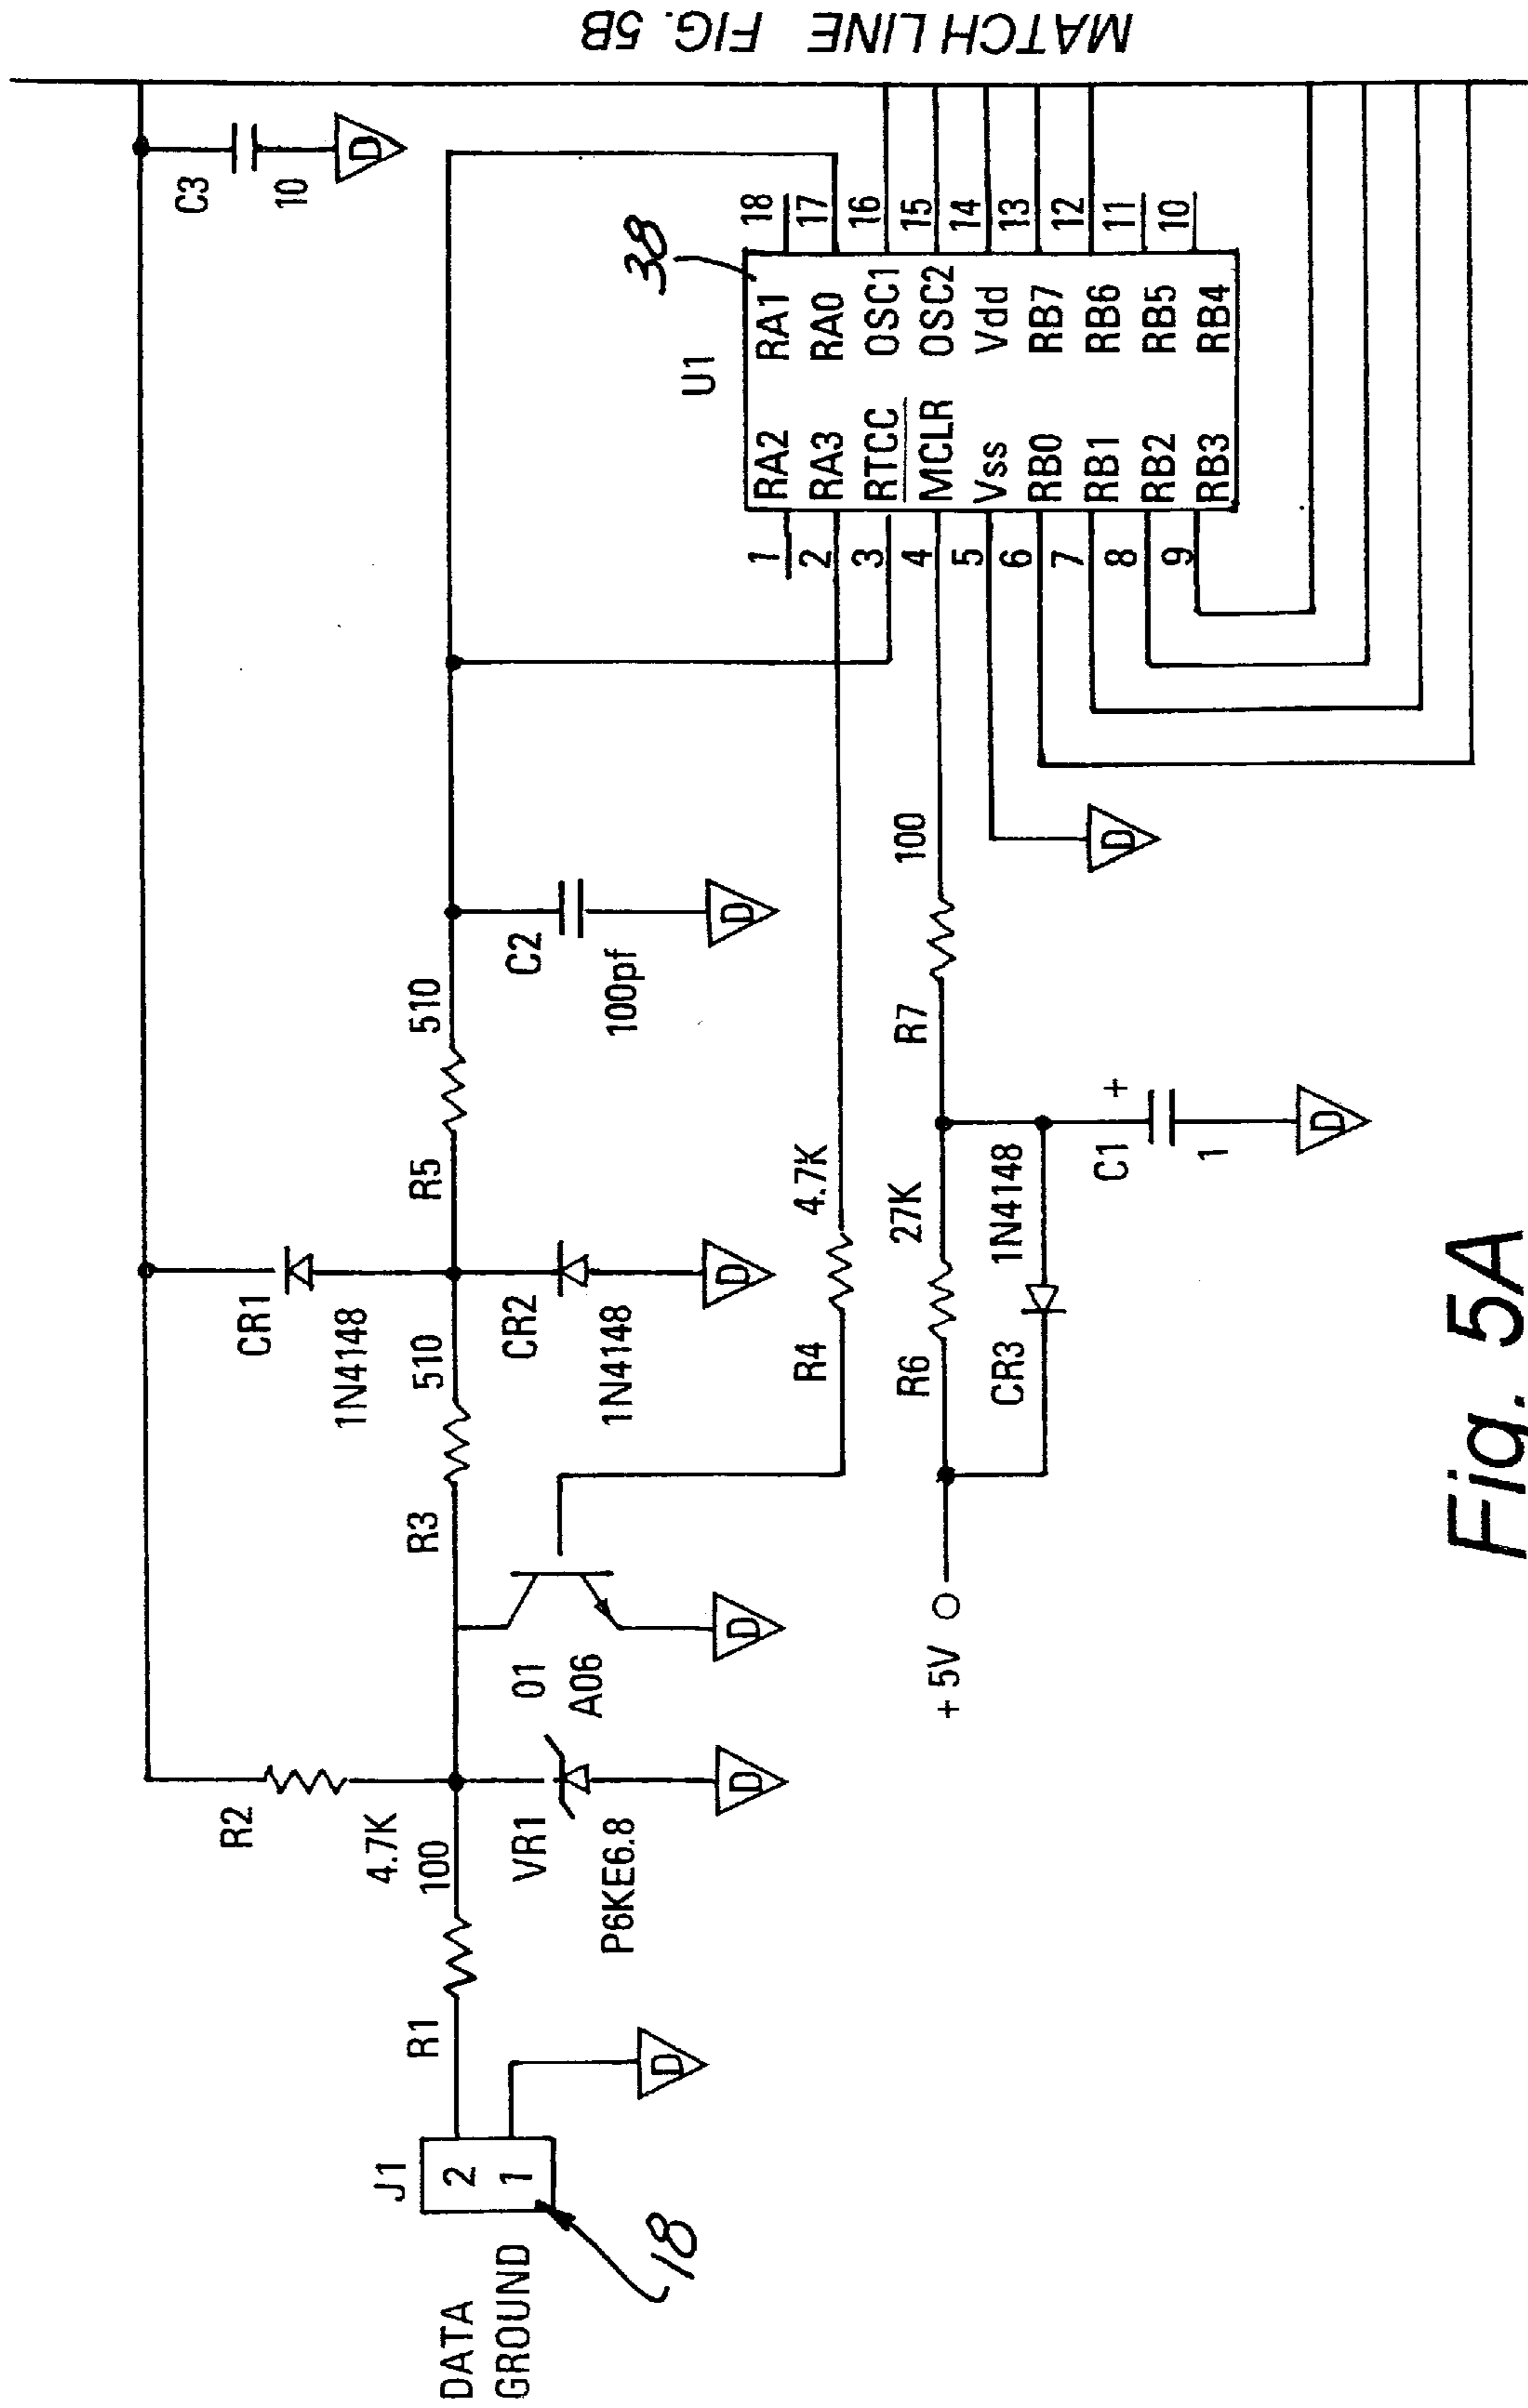 MATCH LINE FIG. 5B
C3
10
D
38
U1
RA2 RA1
RA3 RA0
RTCC OSC1
MCLR OSC2
Vss Vdd
RB0 RB7
RB1 RB6
RB2 RB5
RB3 RB4
1
2
3
4
5
6
7
8
9
18
17
16
15
14
13
12
11
10
DATA
GROUND
J1
2
1
18
D
R1
100
R2
4.7K
VR1
P6KE6.8
D
01
A06
D
R3
510
CR1
1N4148
CR2
1N4148
D
R5
510
C2
100pf
D
R4
4.7K
+5V
R6
27K
CR3
1N4148
C1
+
1
D
R7
100
D
Fig. 5A